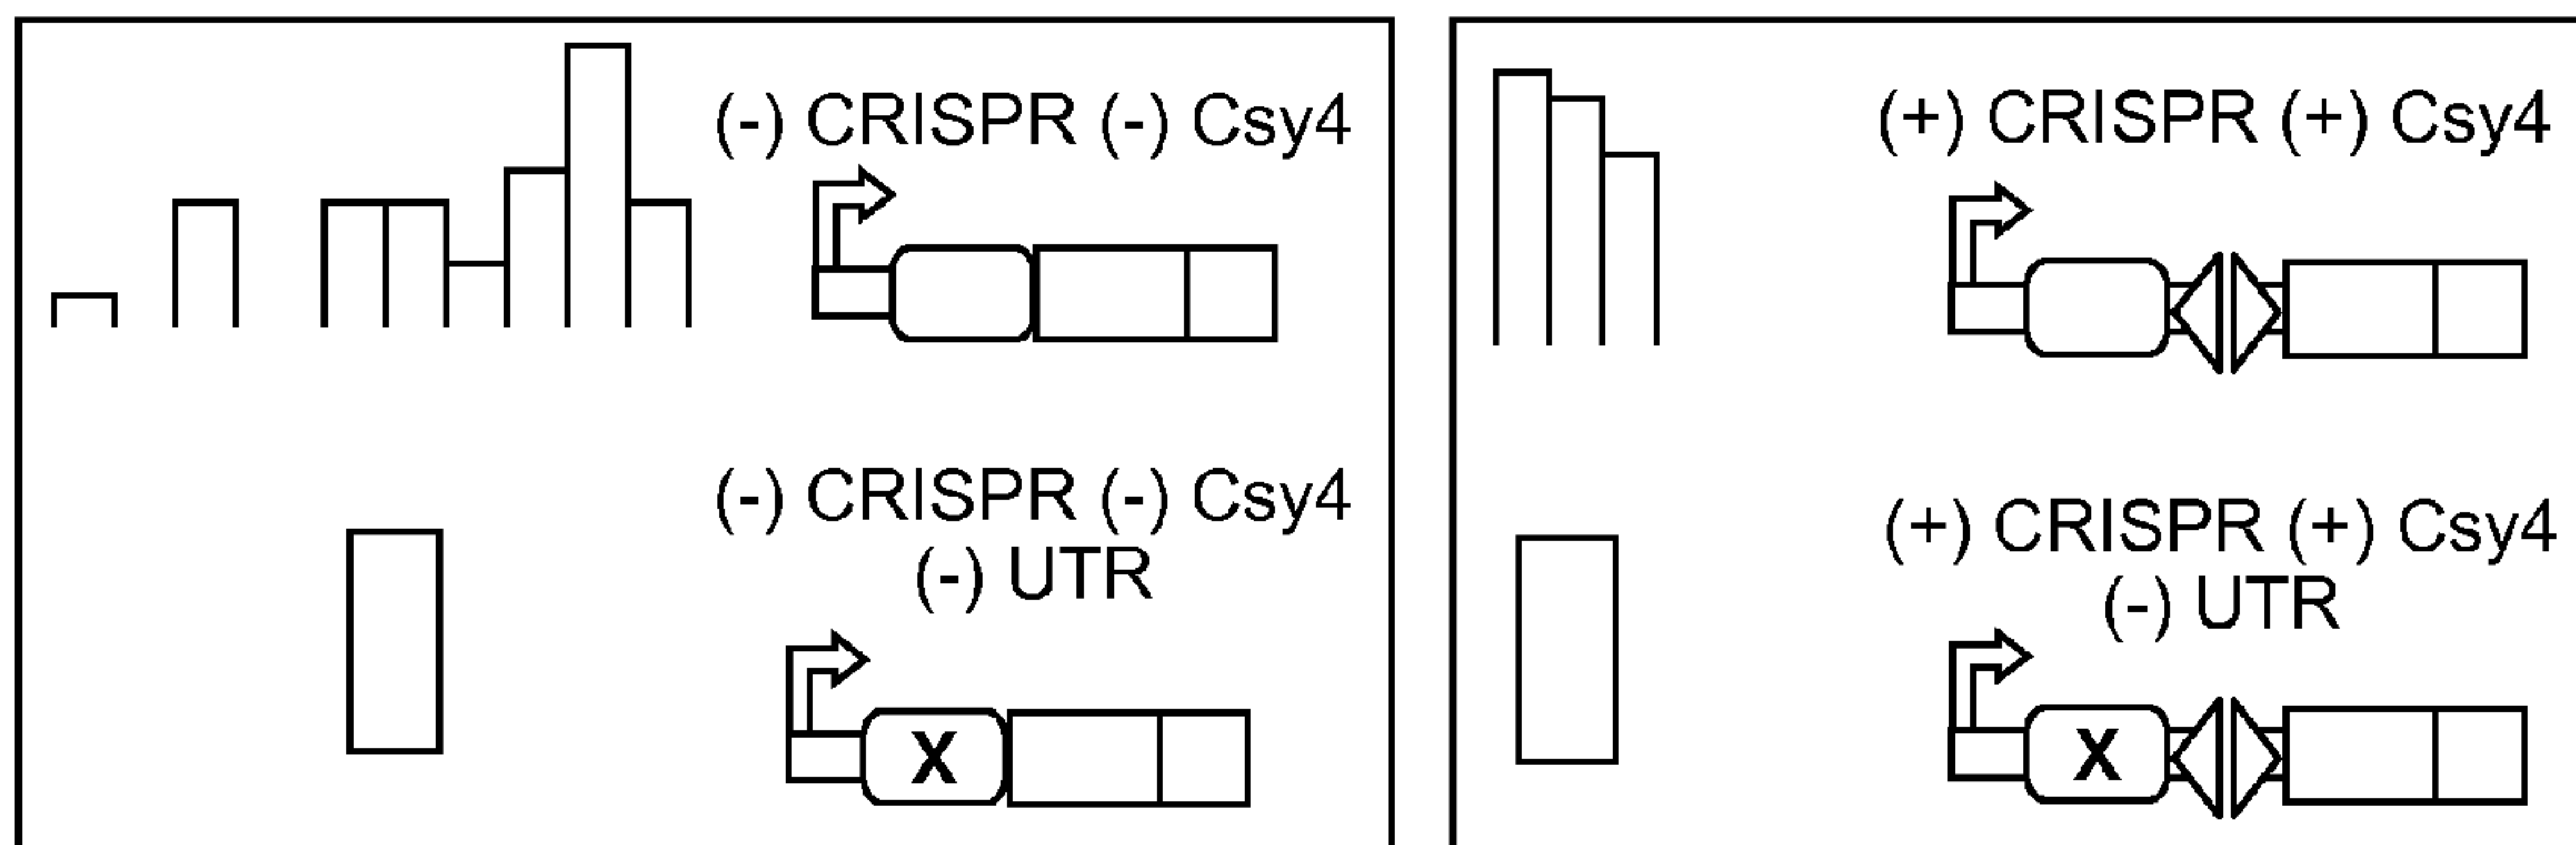 (-) CRISPR (-) Csy4
(-) CRISPR (-) Csy4
(-) UTR
X
(+) CRISPR (+) Csy4
(+) CRISPR (+) Csy4
(-) UTR
X